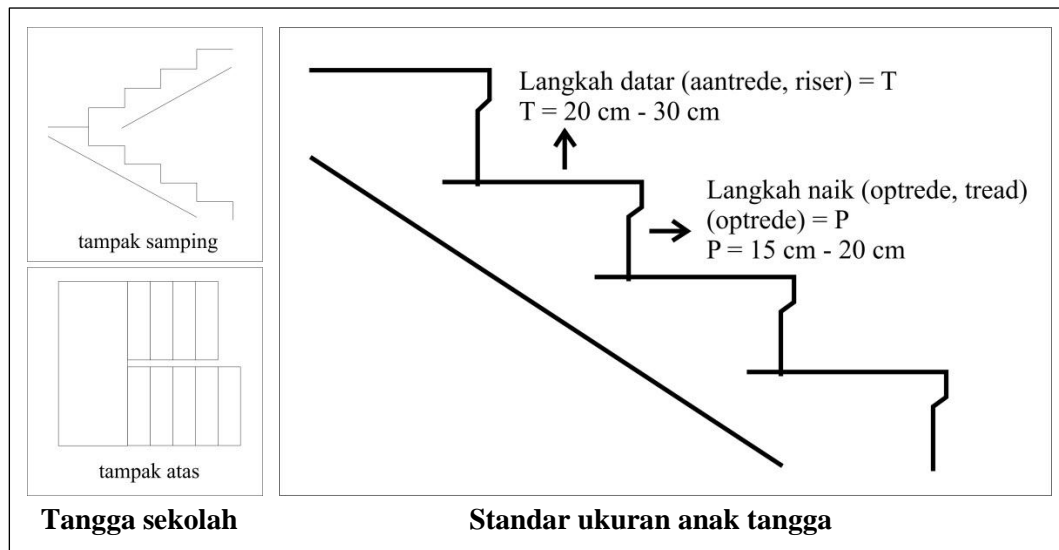 tampak samping
tampak atas
Tangga sekolah
Langkah datar (aantrede, riser) = T
T = 20 cm - 30 cm
Langkah naik (optrede, tread)
(optrede) = P
P = 15 cm - 20 cm
Standar ukuran anak tangga